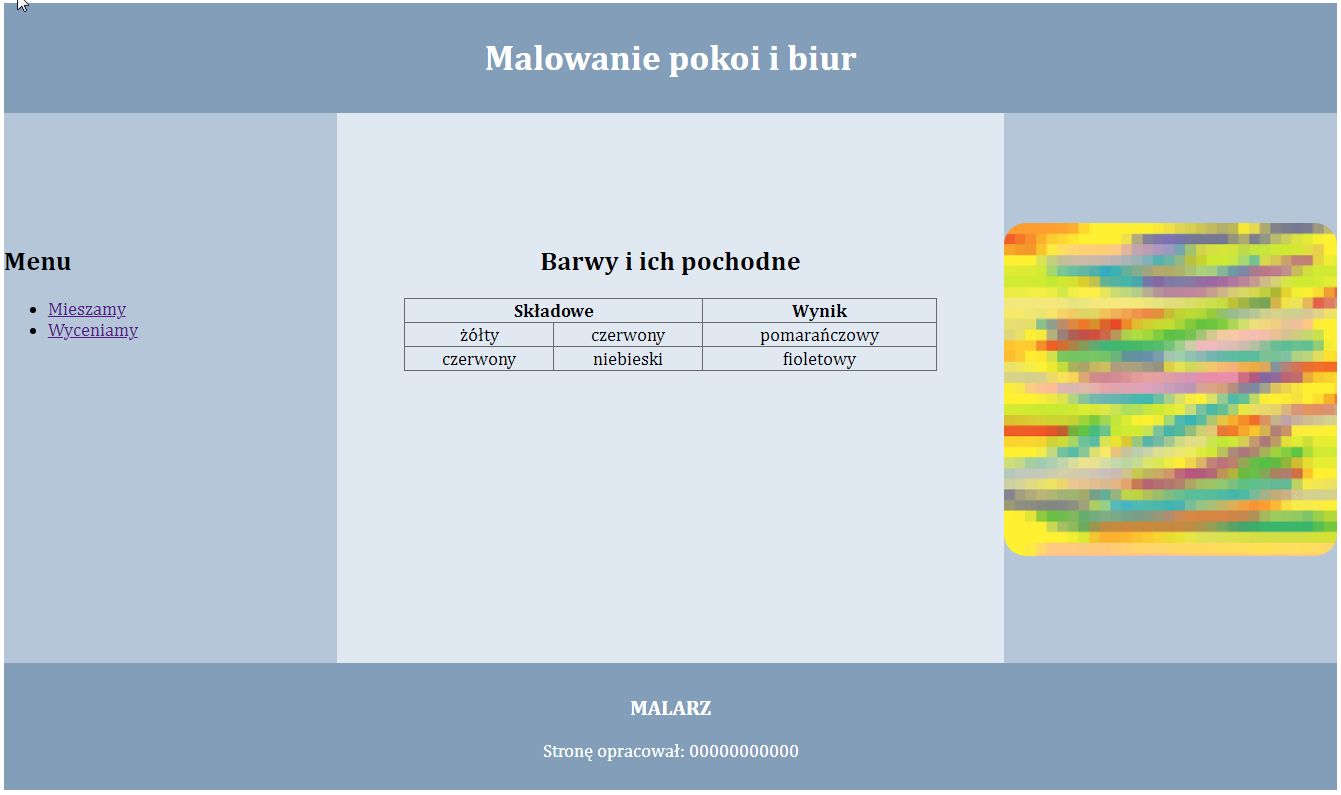 Malowanie pokoi i biur
Menu
Mieszamy
Wyceniamy
Barwy i ich pochodne
Składowe Wynik
żółty czerwony pomarańczowy
czerwony niebieski fioletowy
MALARZ
Stronę opracował: 00000000000